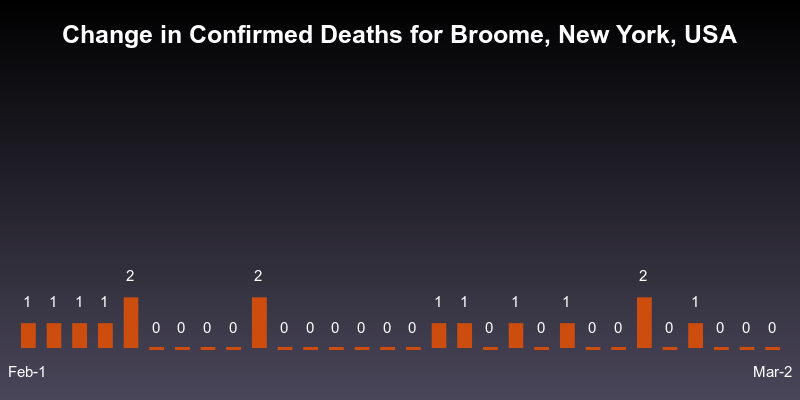 Change in Confirmed Deaths for Broome, New York, USA
1 1 1 1 2 0 0 0 0 2 0 0 0 0 0 0 1 1 0 1 0 1 0 0 2 0 1 0 0 0
Feb-1 Mar-2